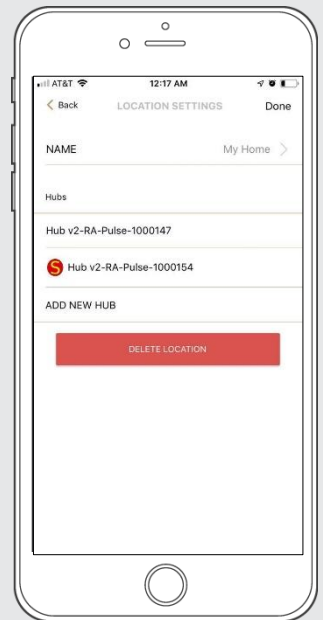 AT&T 12:17 AM
Back LOCATION SETTINGS Done
NAME My Home
Hubs
Hub v2-RA-Pulse-1000147
S Hub v2-RA-Pulse-1000154
ADD NEW HUB
DELETE LOCATION